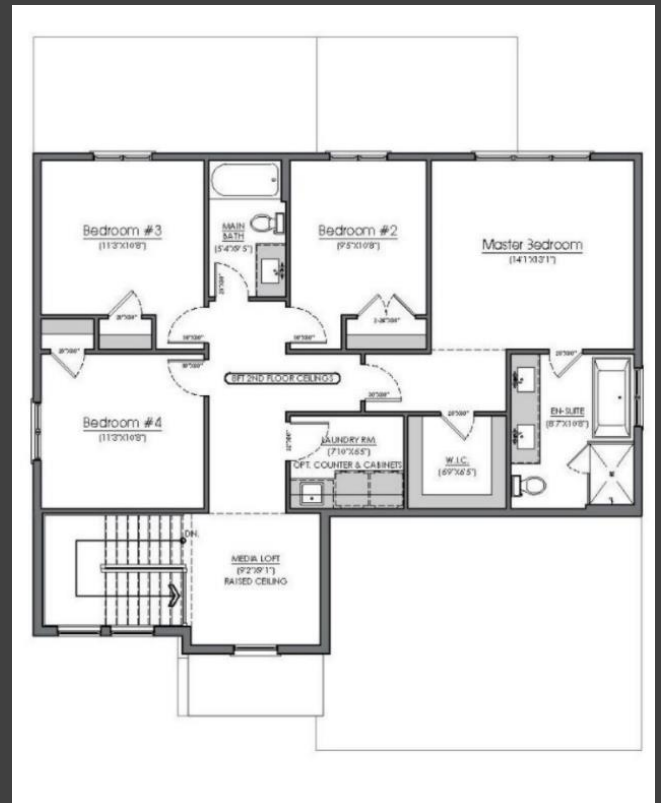 Bedroom #3
(11'3"X10'8")
MAIN
BATH
(5'4"X9'5")
Bedroom #2
(9'5"X10'8")
Master Bedroom
(14'1"X13'1")
8FT 2ND FLOOR CEILINGS
Bedroom #4
(11'3"X10'8")
LAUNDRY RM.
(7'10"X6'5")
OPT. COUNTER & CABINETS
W.I.C.
(6'9"X6'5")
EN-SUITE
(8'7"X10'8")
DN.
MEDIA LOFT
(9'2"X9'1")
RAISED CEILING